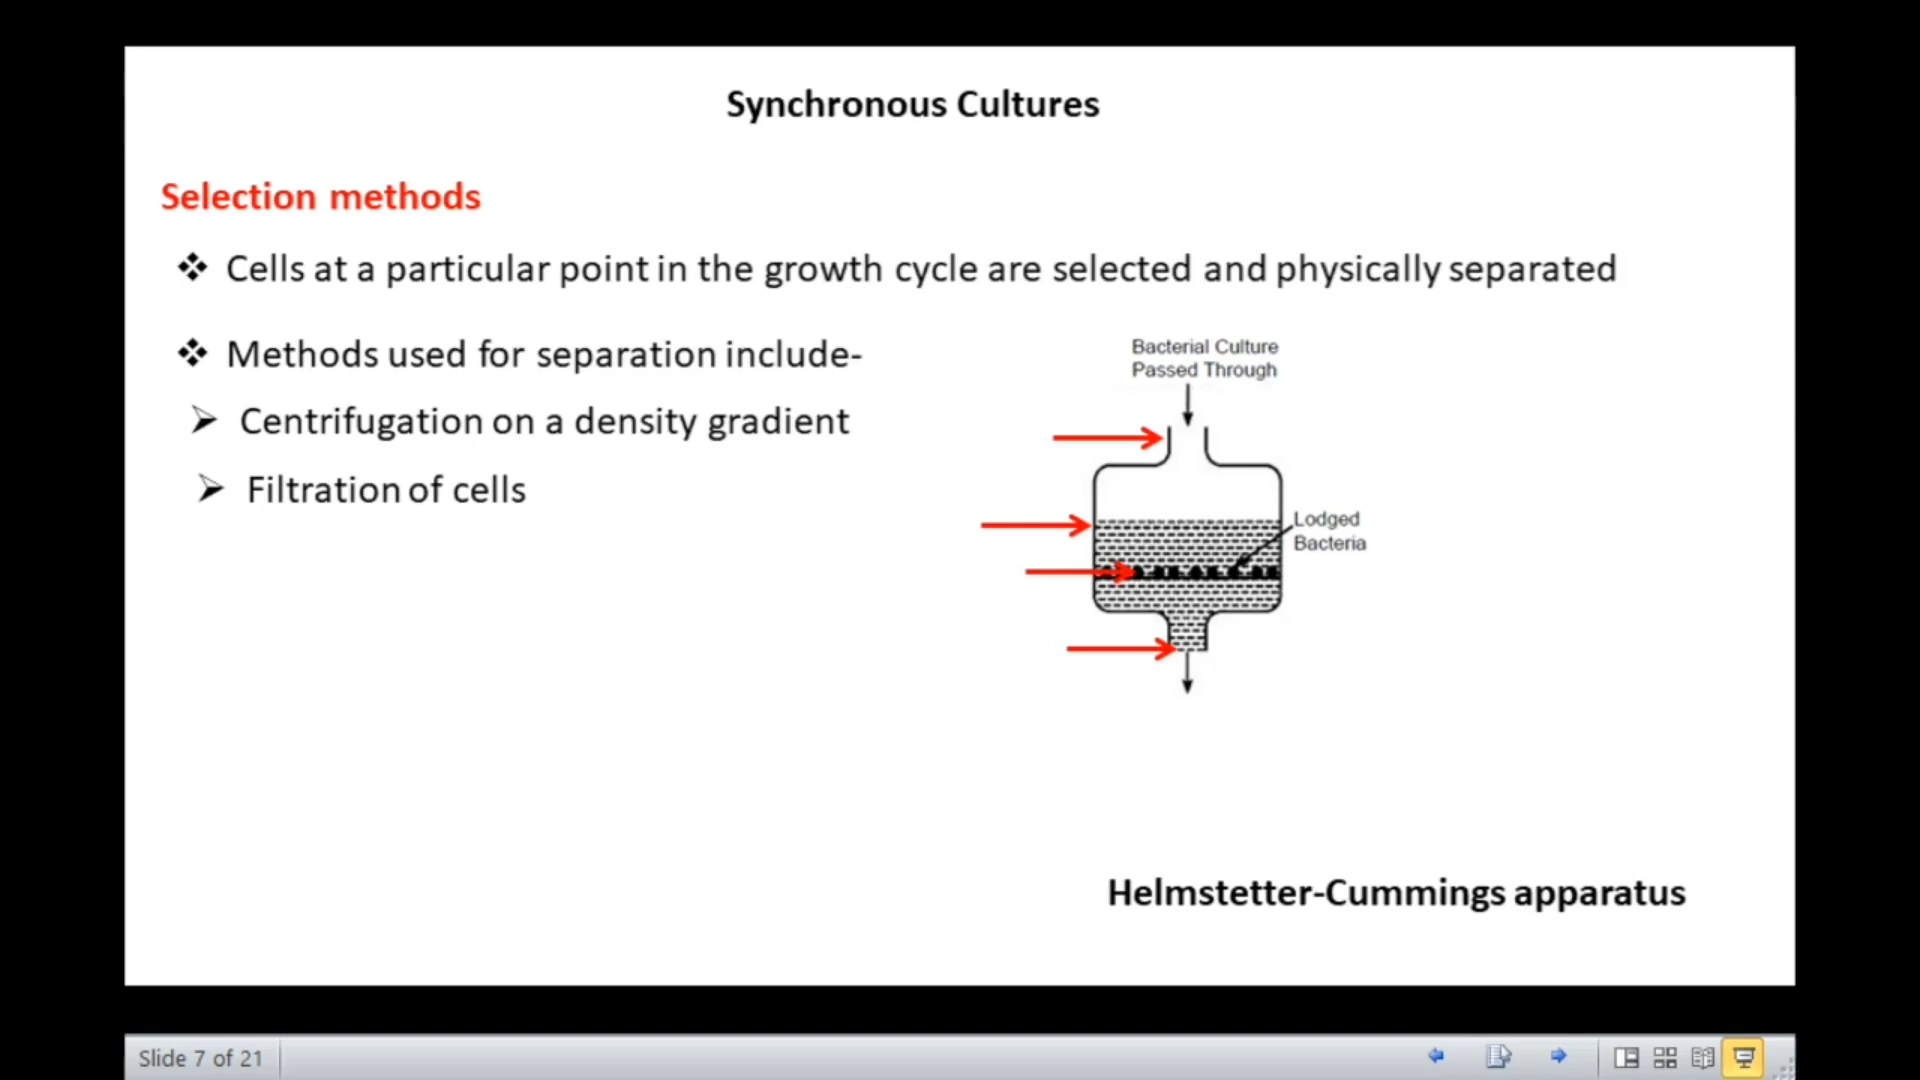 Synchronous Cultures
Selection methods
Cells at a particular point in the growth cycle are selected and physically separated
Methods used for separation include-
Centrifugation on a density gradient
Filtration of cells
Bacterial Culture
Passed Through
Lodged
Bacteria
Helmstetter-Cummings apparatus
Slide 7 of 21